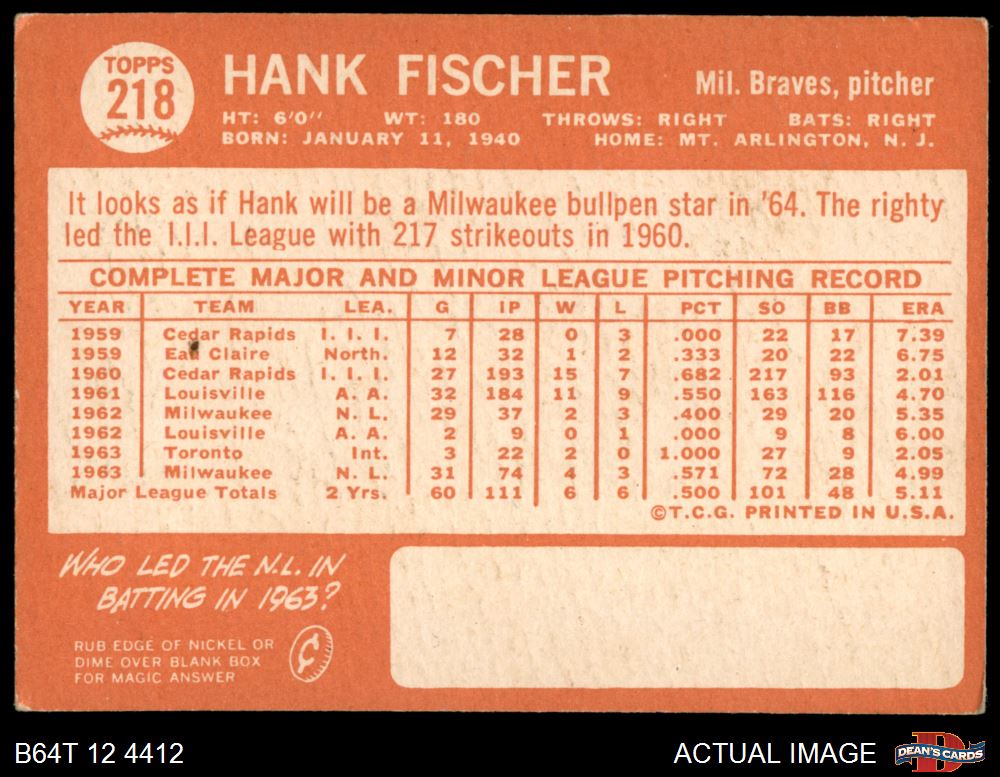 TOPPS
218
HANK FISCHER
Mil. Braves, pitcher
HT: 6'0" WT: 180 THROWS: RIGHT BATS: RIGHT
BORN: JANUARY 11, 1940 HOME: MT. ARLINGTON, N. J.
It looks as if Hank will be a Milwaukee bullpen star in '64. The righty
led the I.I.I. League with 217 strikeouts in 1960.
COMPLETE MAJOR AND MINOR LEAGUE PITCHING RECORD
YEAR TEAM LEA. G IP W L PCT SO BB ERA
1959 Cedar Rapids I. I. I. 7 28 0 3 .000 22 17 7.39
1959 Eau Claire North. 12 32 1 2 .333 20 22 6.75
1960 Cedar Rapids I. I. I. 27 193 15 7 .682 217 93 2.01
1961 Louisville A. A. 32 184 11 9 .550 163 116 4.70
1962 Milwaukee N. L. 29 37 2 3 .400 29 20 5.35
1962 Louisville A. A. 2 9 0 1 .000 9 8 6.00
1963 Toronto Int. 3 22 2 0 1.000 27 9 2.05
1963 Milwaukee N. L. 31 74 4 3 .571 72 28 4.99
Major League Totals 2 Yrs. 60 111 6 6 .500 101 48 5.11
©T.C.G. PRINTED IN U.S.A.
WHO LED THE N.L. IN
BATTING IN 1963?
RUB EDGE OF NICKEL OR
DIME OVER BLANK BOX
FOR MAGIC ANSWER
¢
B64T 12 4412
ACTUAL IMAGE
DEAN'S CARDS